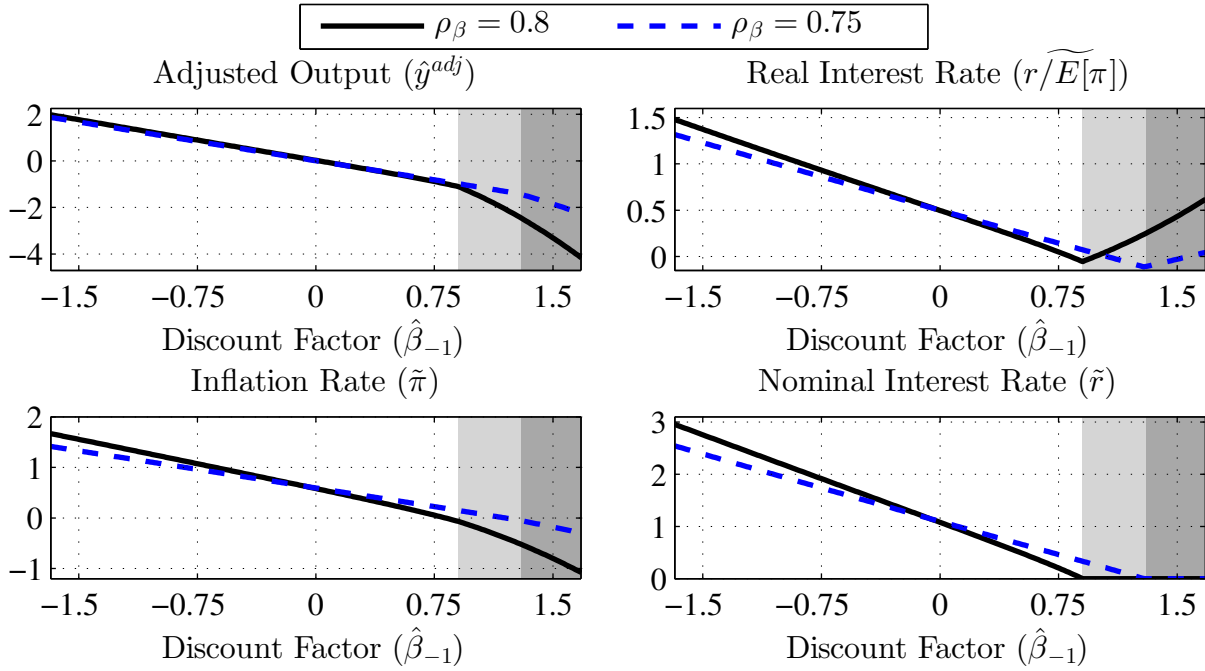 ρ_β = 0.8 ρ_β = 0.75
Adjusted Output (ŷ^{adj})
2
0
−2
−4
−1.5 −0.75 0 0.75 1.5
Discount Factor (β̂_{−1})
Real Interest Rate (r/E[π]~)
1.5
1
0.5
0
−1.5 −0.75 0 0.75 1.5
Discount Factor (β̂_{−1})
Inflation Rate (π̃)
2
1
0
−1
−1.5 −0.75 0 0.75 1.5
Discount Factor (β̂_{−1})
Nominal Interest Rate (r̃)
3
2
1
0
−1.5 −0.75 0 0.75 1.5
Discount Factor (β̂_{−1})